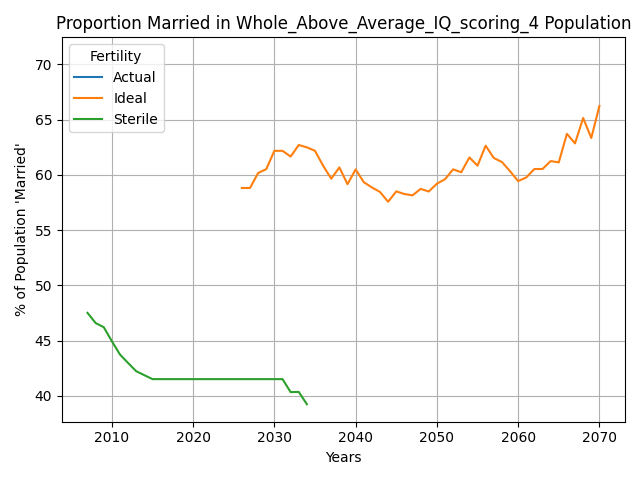 Proportion Married in Whole_Above_Average_IQ_scoring_4 Population
Fertility
Actual
Ideal
Sterile
% of Population 'Married'
70
65
60
55
50
45
40
2010 2020 2030 2040 2050 2060 2070
Years